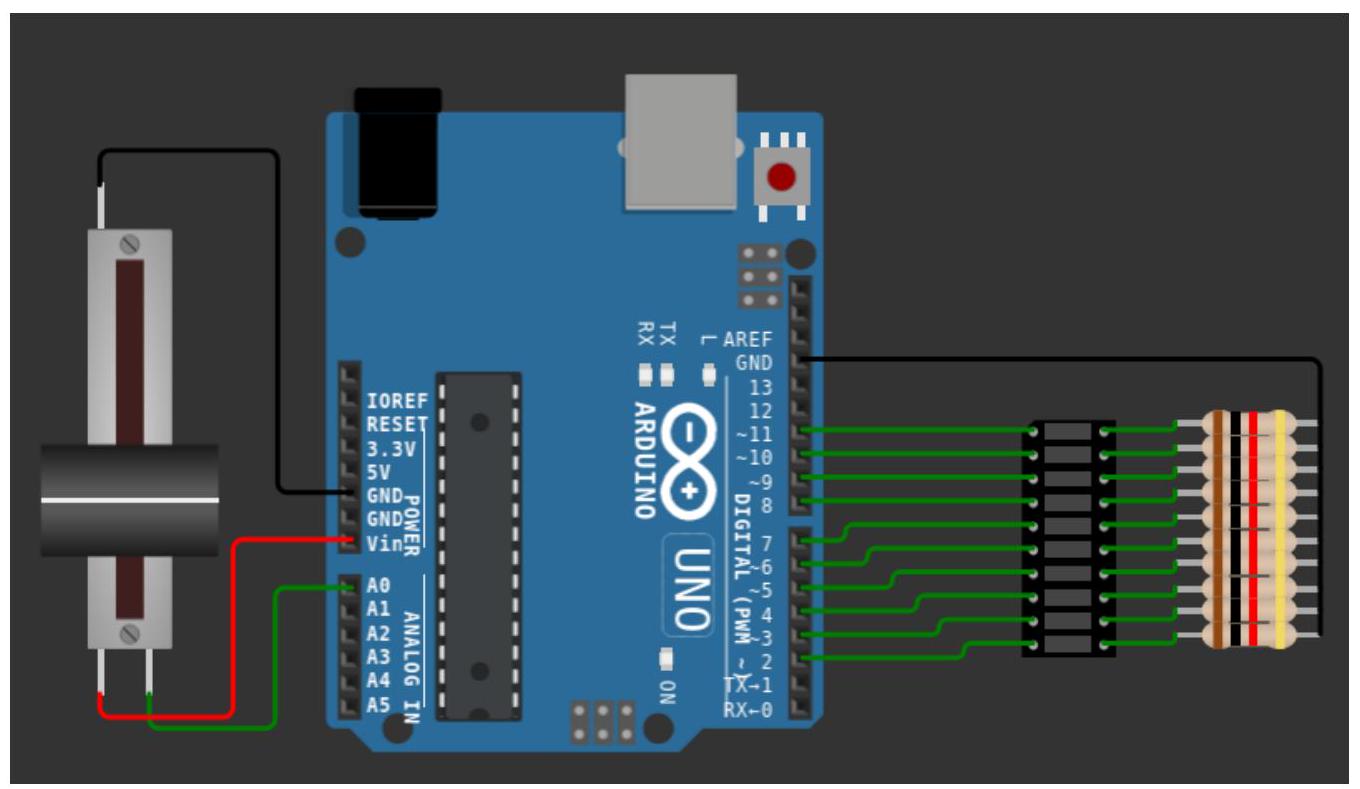 RX
TX
L
AREF
GND
13
12
~11
~10
~9
8
7
~6
~5
4
~3
2
TX→1
RX←0
DIGITAL (PWM ~)
IOREF
RESET
3.3V
5V
GND
GND
Vin
POWER
A0
A1
A2
A3
A4
A5
ANALOG IN
ARDUINO
UNO
ON